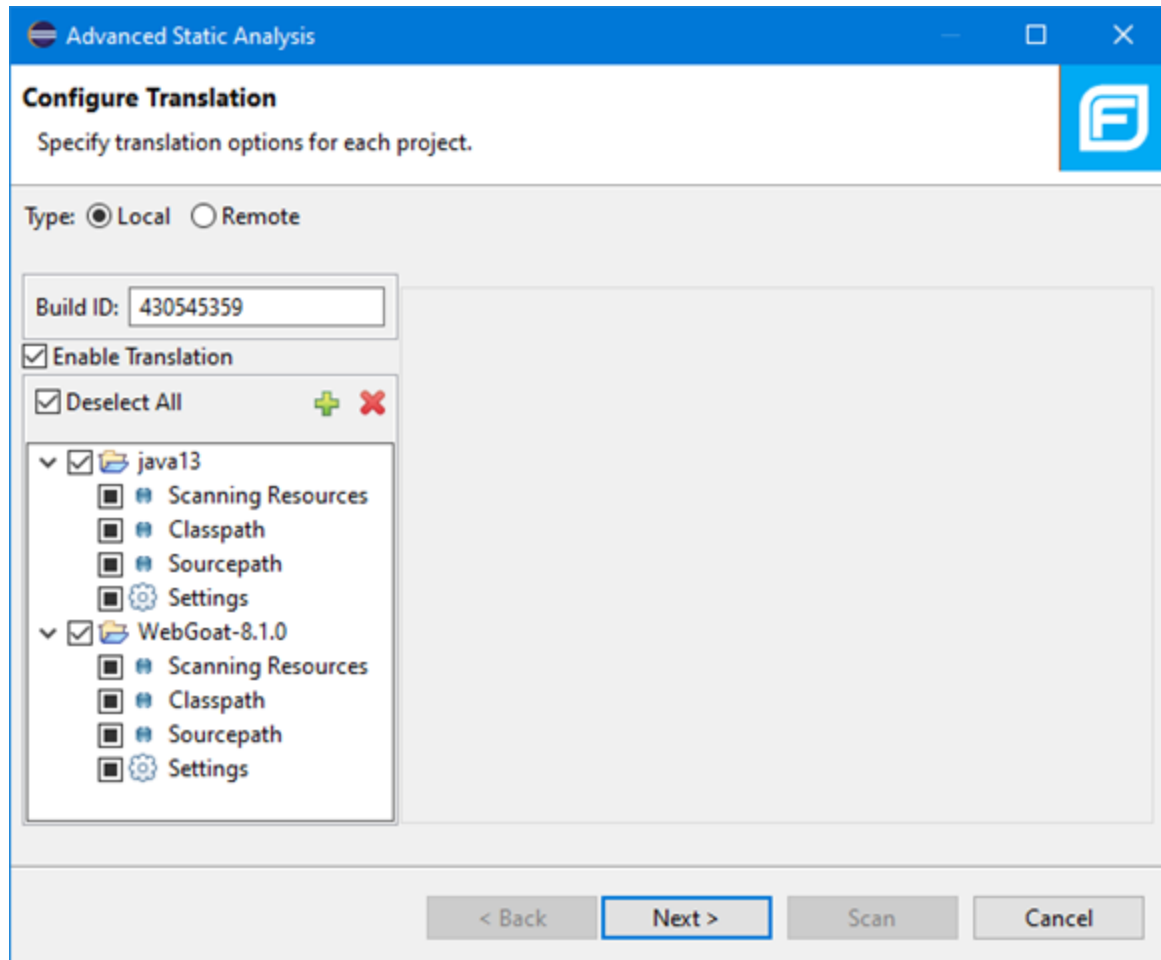 Advanced Static Analysis
Configure Translation
Specify translation options for each project.
Type: Local Remote
Build ID: 430545359
Enable Translation
Deselect All
java13
Scanning Resources
Classpath
Sourcepath
Settings
WebGoat-8.1.0
Scanning Resources
Classpath
Sourcepath
Settings
< Back Next > Scan Cancel